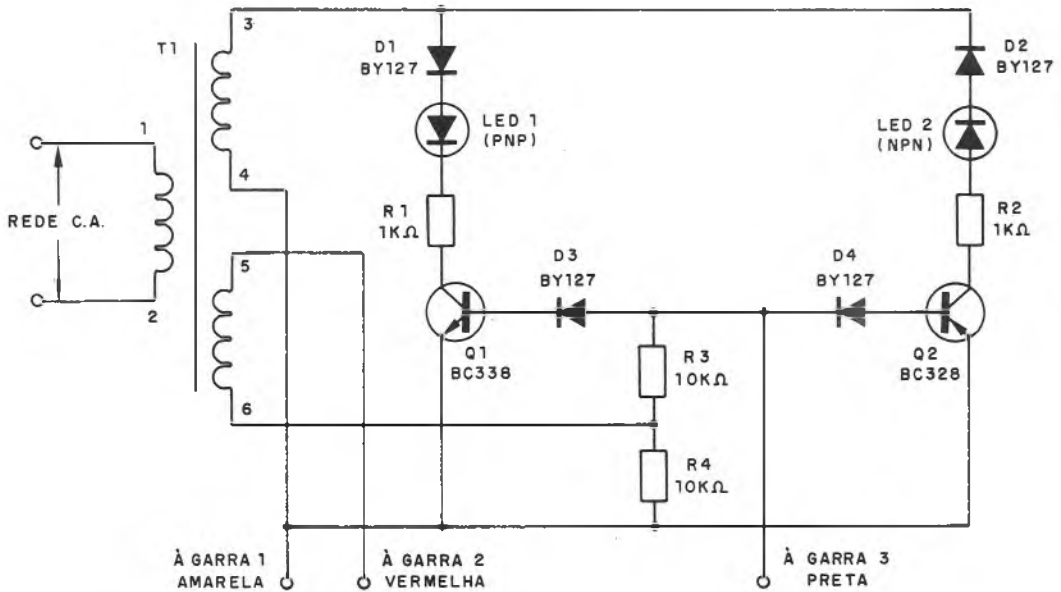 3
T1
1
4
REDE C.A.
5
2
6
D1
BY127
LED 1
(PNP)
R1
1KΩ
D3
BY127
Q1
BC338
R3
10KΩ
R4
10KΩ
D2
BY127
LED 2
(NPN)
R2
1KΩ
D4
BY127
Q2
BC328
À GARRA 1
AMARELA
À GARRA 2
VERMELHA
À GARRA 3
PRETA